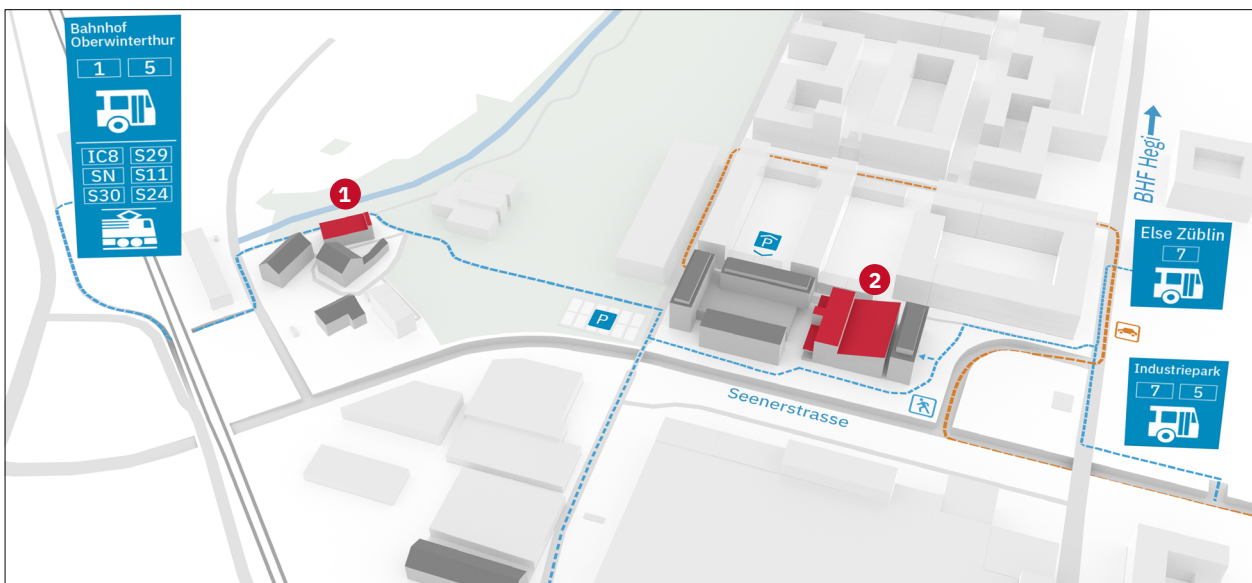 Bahnhof
Oberwinterthur
1 5
IC8 S29
SN S11
S30 S24
1
P
P
2
Seenerstrasse
BHF Hegi
Else Züblin
7
Industriepark
7 5